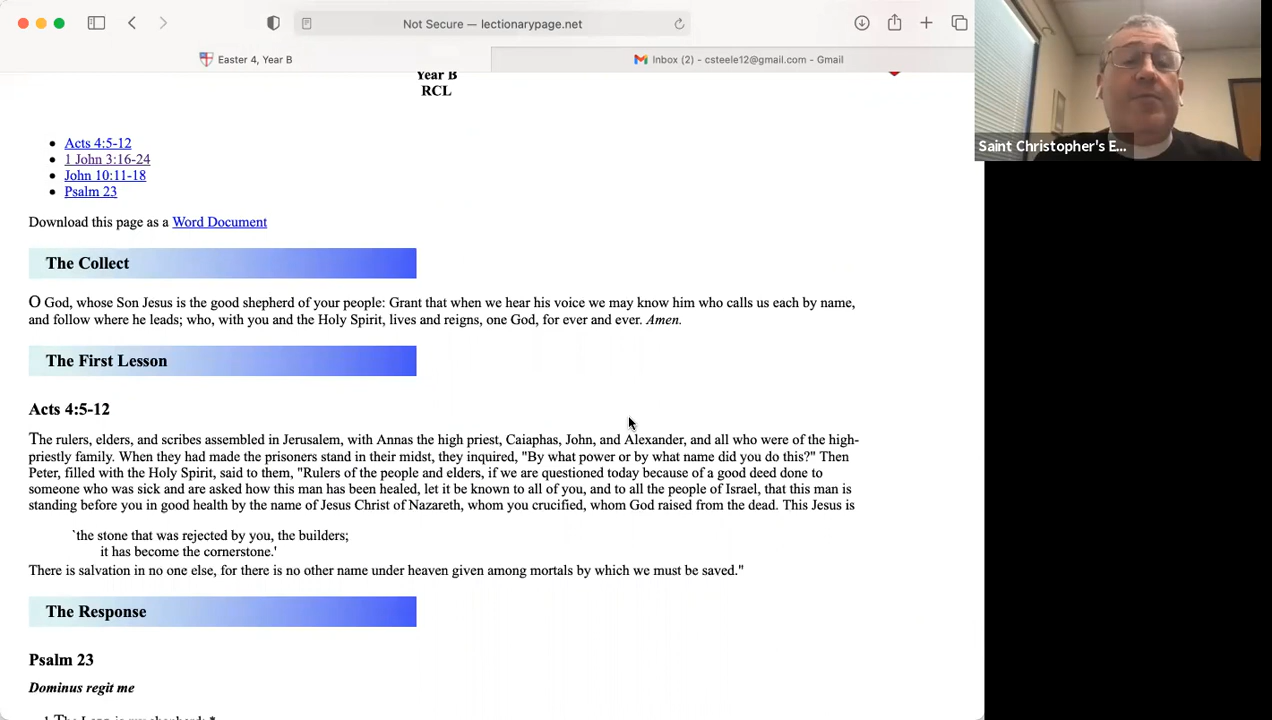 Not Secure — lectionarypage.net
Easter 4, Year B
Inbox (2) - csteele12@gmail.com - Gmail
Year B
RCL
Saint Christopher's E...
• Acts 4:5-12
• 1 John 3:16-24
• John 10:11-18
• Psalm 23
Download this page as a Word Document
The Collect
O God, whose Son Jesus is the good shepherd of your people: Grant that when we hear his voice we may know him who calls us each by name,
and follow where he leads; who, with you and the Holy Spirit, lives and reigns, one God, for ever and ever. Amen.
The First Lesson
Acts 4:5-12
The rulers, elders, and scribes assembled in Jerusalem, with Annas the high priest, Caiaphas, John, and Alexander, and all who were of the high-
priestly family. When they had made the prisoners stand in their midst, they inquired, "By what power or by what name did you do this?" Then
Peter, filled with the Holy Spirit, said to them, "Rulers of the people and elders, if we are questioned today because of a good deed done to
someone who was sick and are asked how this man has been healed, let it be known to all of you, and to all the people of Israel, that this man is
standing before you in good health by the name of Jesus Christ of Nazareth, whom you crucified, whom God raised from the dead. This Jesus is
`the stone that was rejected by you, the builders;
it has become the cornerstone.'
There is salvation in no one else, for there is no other name under heaven given among mortals by which we must be saved."
The Response
Psalm 23
Dominus regit me
1 The Lord is my shepherd; *